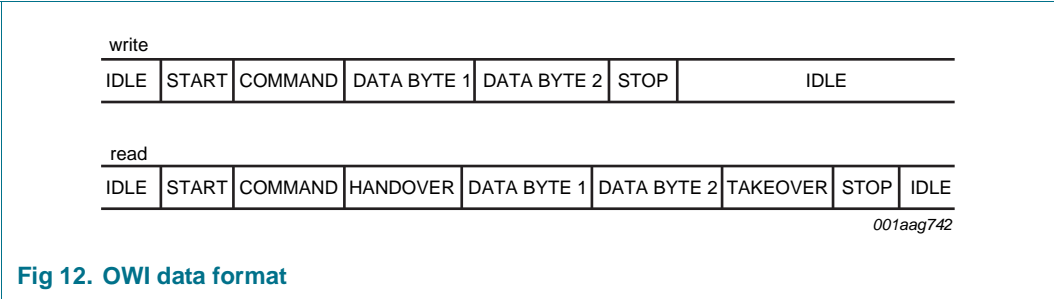 write
IDLE START COMMAND DATA BYTE 1 DATA BYTE 2 STOP IDLE
read
IDLE START COMMAND HANDOVER DATA BYTE 1 DATA BYTE 2 TAKEOVER STOP IDLE
001aag742
Fig 12. OWI data format